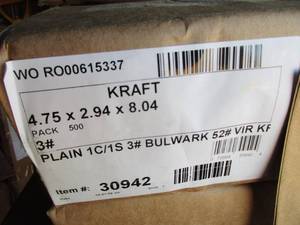 WO RO00615337
KRAFT
4.75 x 2.94 x 8.04
PACK 500
3#
PLAIN 1C/1S 3# BULWARK 52# VIR KF
Item #: 30942